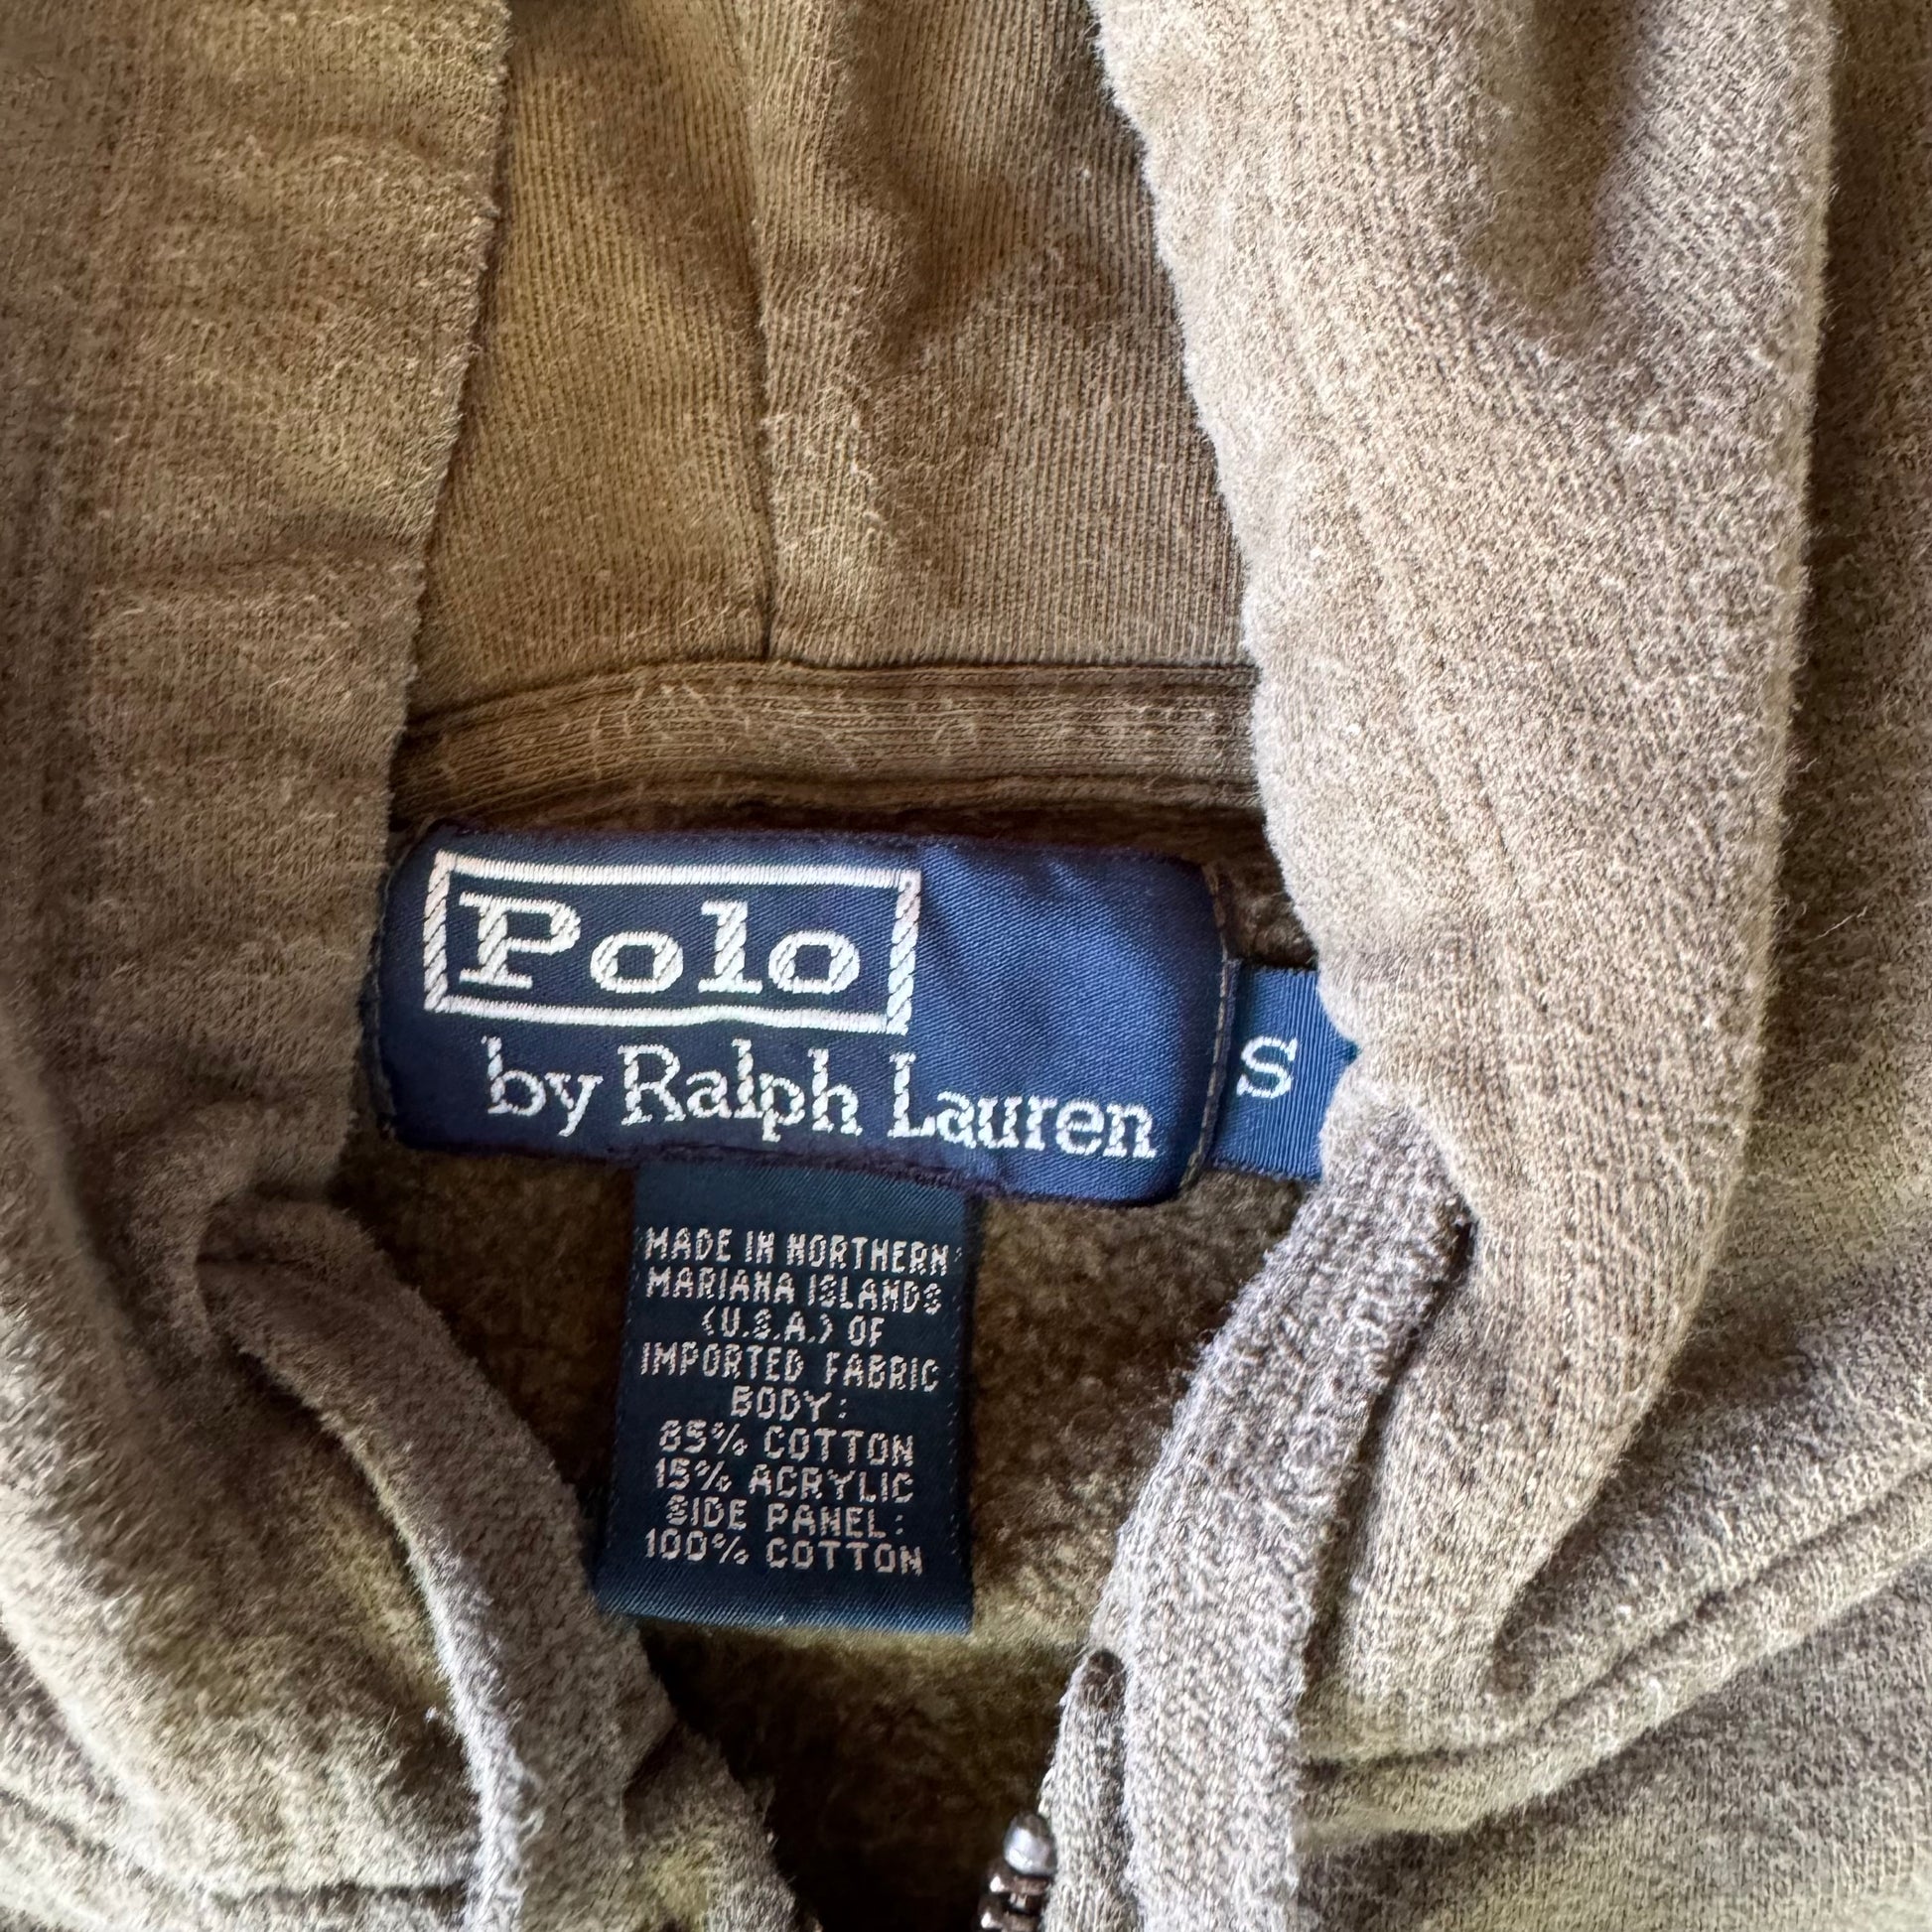 Polo
by Ralph Lauren
S
MADE IN NORTHERN
MARIANA ISLANDS
(U.S.A.) OF
IMPORTED FABRIC
BODY:
85% COTTON
15% ACRYLIC
SIDE PANEL:
100% COTTON